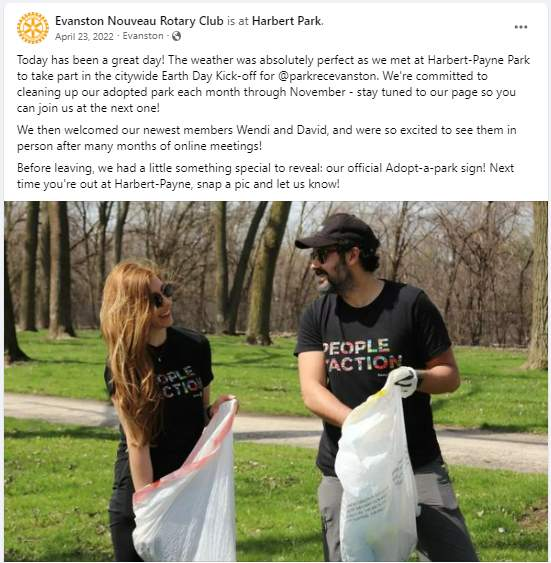 Evanston Nouveau Rotary Club is at Harbert Park.
April 23, 2022 · Evanston ·
Today has been a great day! The weather was absolutely perfect as we met at Harbert-Payne Park
to take part in the citywide Earth Day Kick-off for @parkrecevanston. We're committed to
cleaning up our adopted park each month through November - stay tuned to our page so you
can join us at the next one!
We then welcomed our newest members Wendi and David, and were so excited to see them in
person after many months of online meetings!
Before leaving, we had a little something special to reveal: our official Adopt-a-park sign! Next
time you're out at Harbert-Payne, snap a pic and let us know!
PEOPLE
ACTION
PEOPLE
ACTION